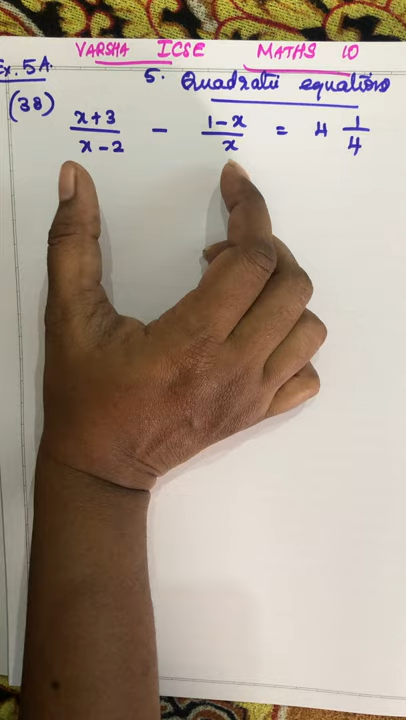 VARSHA ICSE MATHS 10
Ex. 5A. 5. Quadratic equations
(38) x+3/x-2 - 1-x/x = 4 1/4